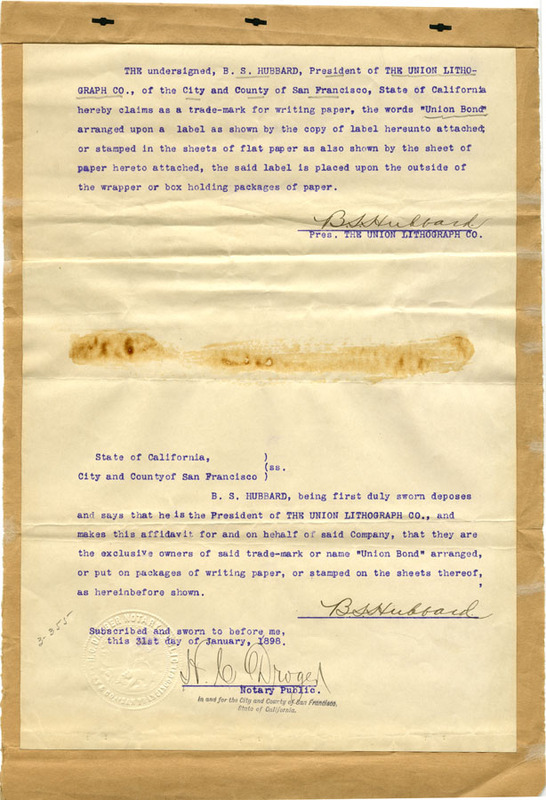 THE undersigned, B. S. HUBBARD, President of THE UNION LITHO-
GRAPH CO., of the City and County of San Francisco, State of California
hereby claims as a trade-mark for writing paper, the words "Union Bond"
arranged upon a label as shown by the copy of label hereunto attached;
or stamped in the sheets of flat paper as also shown by the sheet of
paper hereto attached, the said label is placed upon the outside of
the wrapper or box holding packages of paper.
B S Hubbard
Pres. THE UNION LITHOGRAPH CO.
State of California, )
(ss.
City and Countyof San Francisco )
B. S. HUBBARD, being first duly sworn deposes
and says that he is the President of THE UNION LITHOGRAPH CO., and
makes this affidavit for and on behalf of said Company, that they are
the exclusive owners of said trade-mark or name "Union Bond" arranged,
or put on packages of writing paper, or stamped on the sheets thereof,
as hereinbefore shown.
B S Hubbard
3-355
Subscribed and sworn to before me,
this 31st day of January, 1898.
H. C. Droger
Notary Public.
In and for the City and County of San Francisco,
State of California.